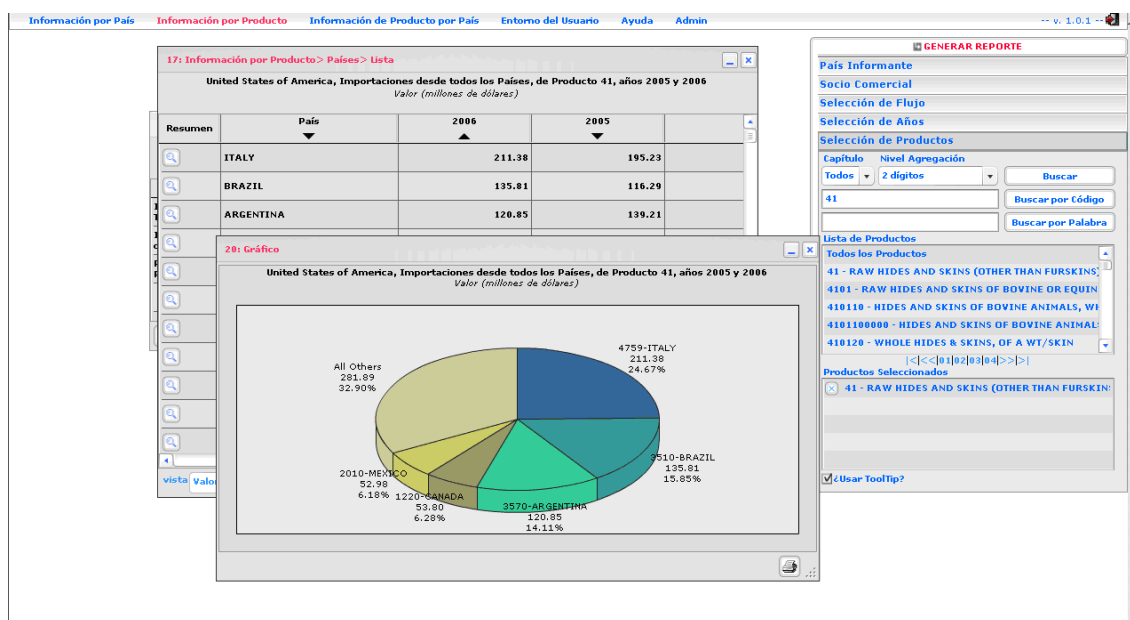 Información por País Información por Producto Información de Producto por País Entorno del Usuario Ayuda Admin -- v. 1.0.1 --
17: Información por Producto> Países> Lista
United States of America, Importaciones desde todos los Países, de Producto 41, años 2005 y 2006
Valor (millones de dólares)
Resumen País 2006 2005
ITALY 211.38 195.23
BRAZIL 135.81 116.29
ARGENTINA 120.85 139.21
vista Valo
20: Gráfico
United States of America, Importaciones desde todos los Países, de Producto 41, años 2005 y 2006
Valor (millones de dólares)
4759-ITALY
211.38
24.67%
All Others
281.89
32.90%
3510-BRAZIL
135.81
15.85%
2010-MEXICO
52.98
6.18%
1220-CANADA
53.80
6.28%
3570-ARGENTINA
120.85
14.11%
GENERAR REPORTE
País Informante
Socio Comercial
Selección de Flujo
Selección de Años
Selección de Productos
Capítulo Nivel Agregación
Todos 2 dígitos Buscar
41 Buscar por Código
Buscar por Palabra
Lista de Productos
Todos los Productos
41 - RAW HIDES AND SKINS (OTHER THAN FURSKINS)
4101 - RAW HIDES AND SKINS OF BOVINE OR EQUIN
410110 - HIDES AND SKINS OF BOVINE ANIMALS, WH
4101100000 - HIDES AND SKINS OF BOVINE ANIMAL
410120 - WHOLE HIDES & SKINS, OF A WT/SKIN
|<|<<|01|02|03|04|>>|>|
Productos Seleccionados
41 - RAW HIDES AND SKINS (OTHER THAN FURSKIN
¿Usar ToolTip?